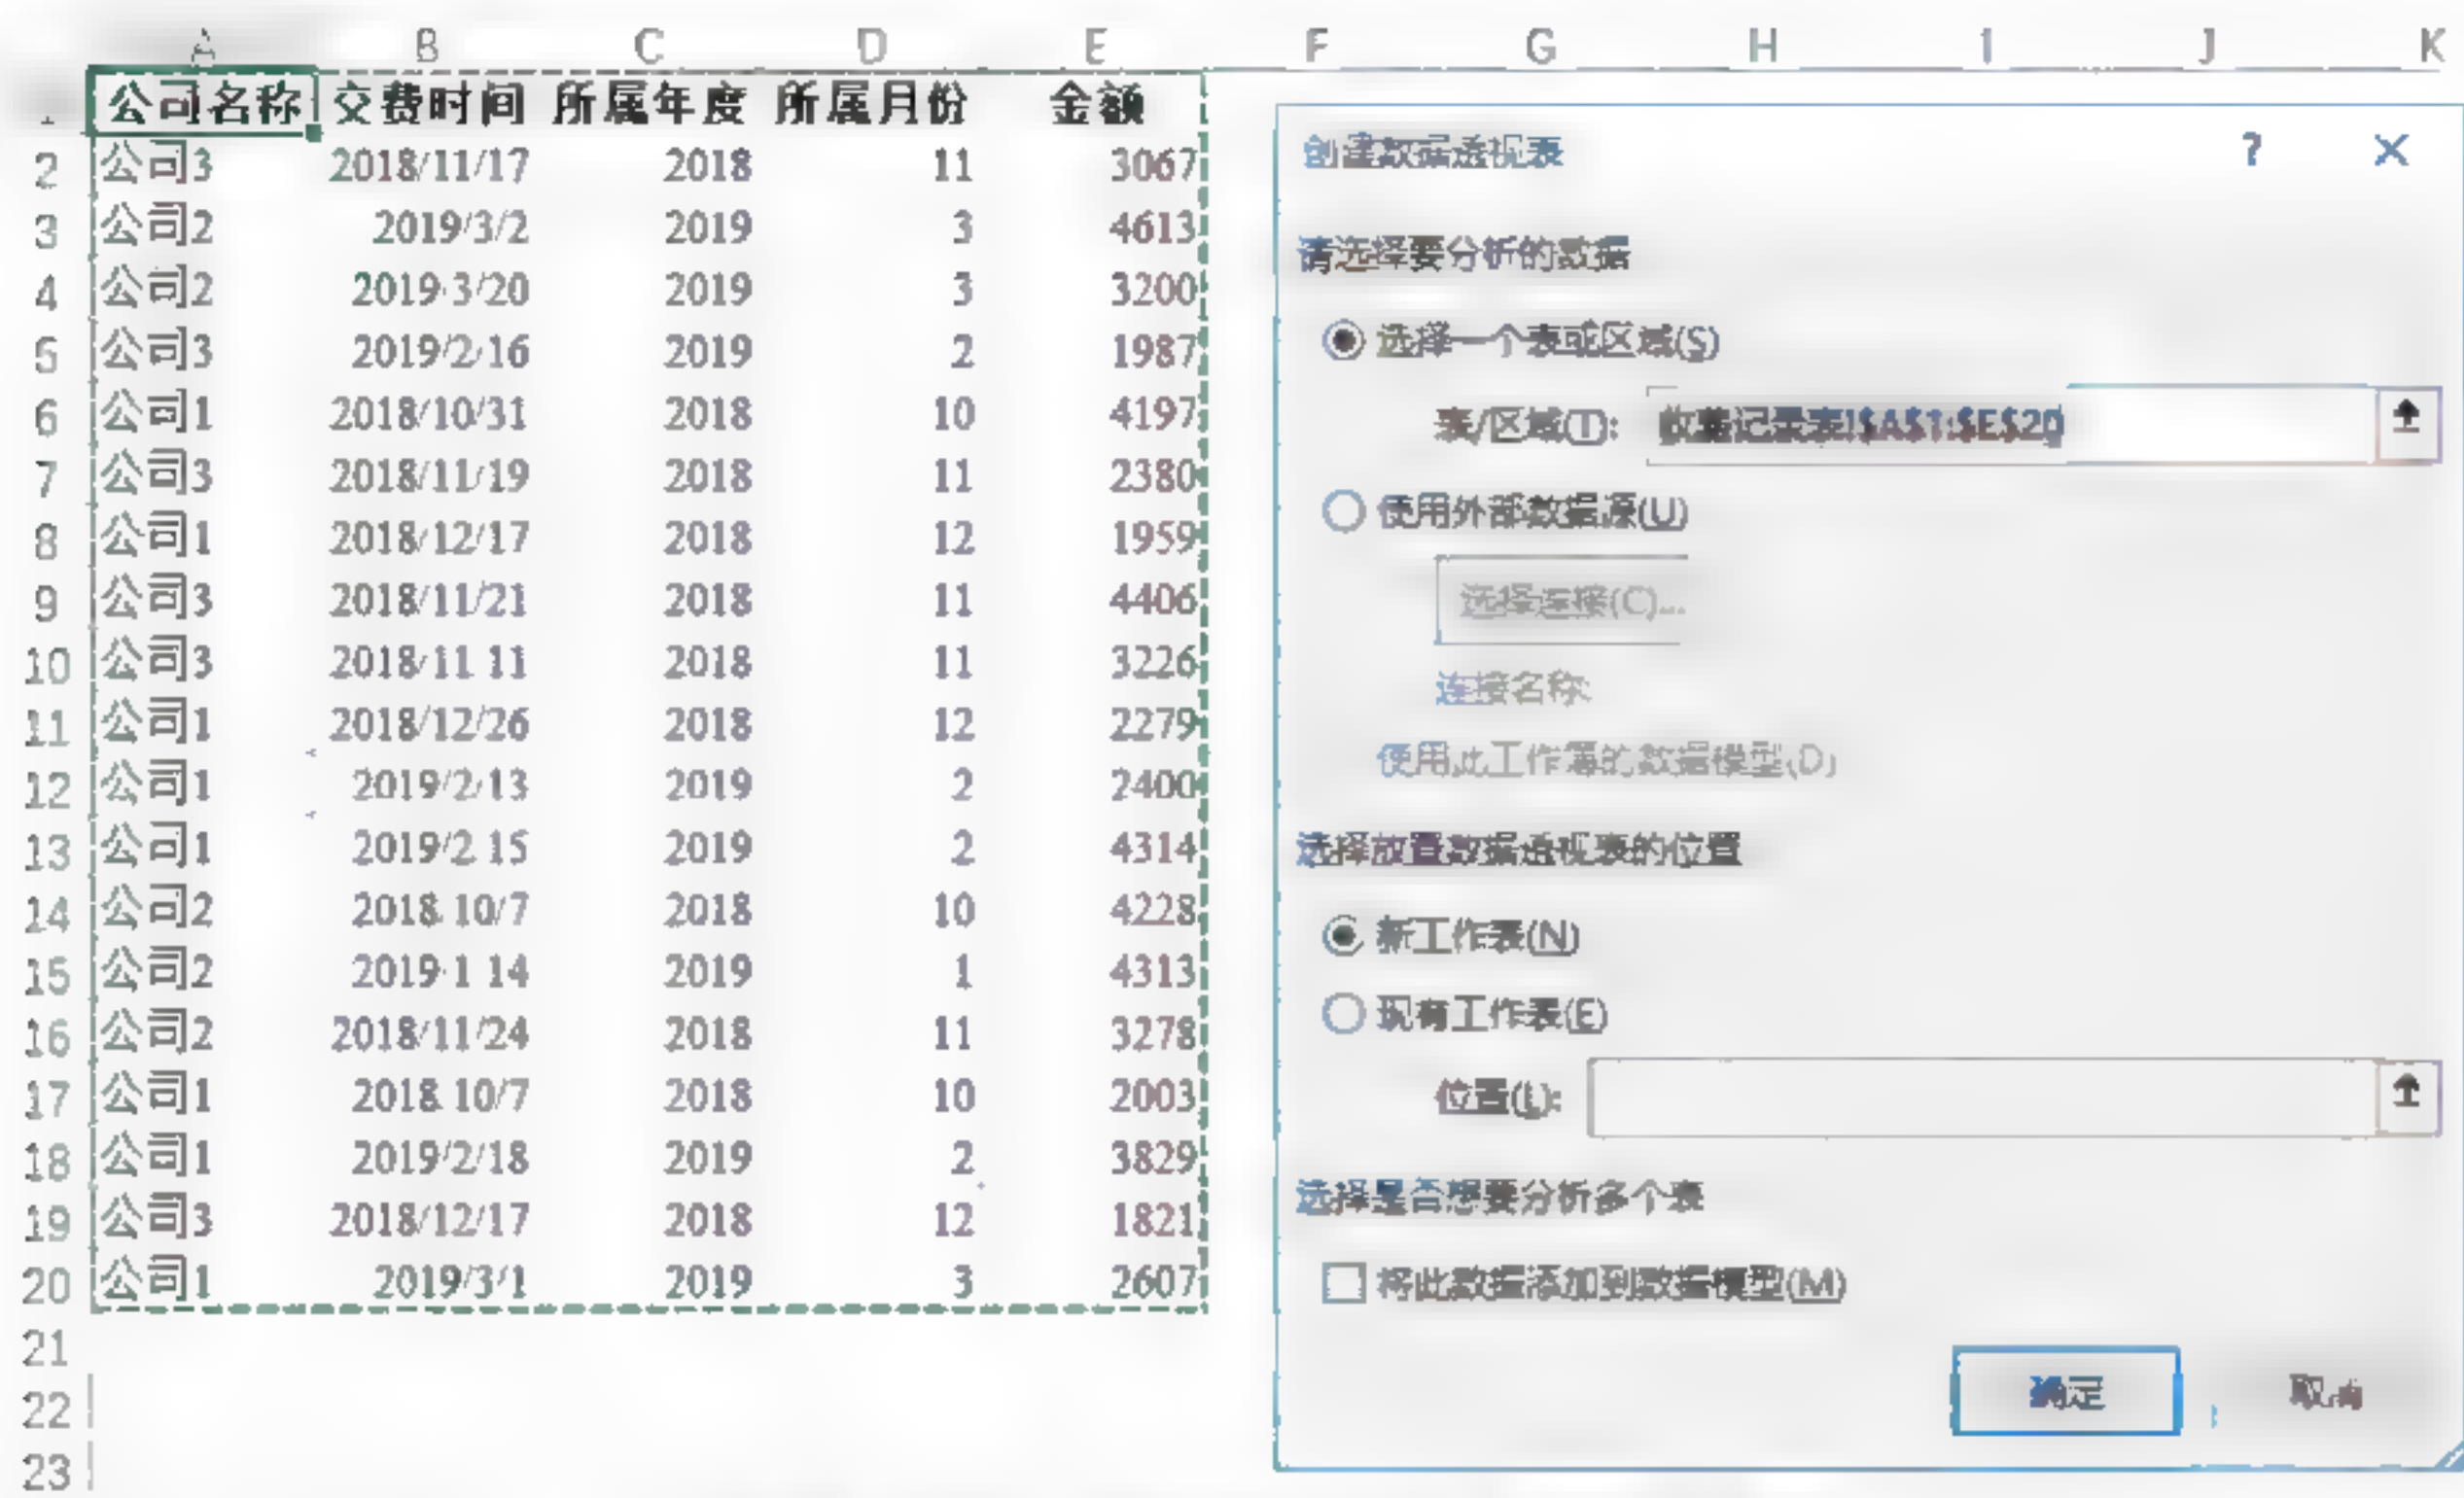 A B C D E F G H I J K
1 公司名称 交费时间 所属年度 所属月份 金额
2 公司3 2018/11/17 2018 11 3067
3 公司2 2019/3/2 2019 3 4613
4 公司2 2019/3/20 2019 3 3200
5 公司3 2019/2/16 2019 2 1987
6 公司1 2018/10/31 2018 10 4197
7 公司3 2018/11/19 2018 11 2380
8 公司1 2018/12/17 2018 12 1959
9 公司3 2018/11/21 2018 11 4406
10 公司3 2018/11/11 2018 11 3226
11 公司1 2018/12/26 2018 12 2279
12 公司1 2019/2/13 2019 2 2400
13 公司1 2019/2/15 2019 2 4314
14 公司2 2018/10/7 2018 10 4228
15 公司2 2019/1/14 2019 1 4313
16 公司2 2018/11/24 2018 11 3278
17 公司1 2018/10/7 2018 10 2003
18 公司1 2019/2/18 2019 2 3829
19 公司3 2018/12/17 2018 12 1821
20 公司1 2019/3/1 2019 3 2607
21
22
23
创建数据透视表 ? ×
请选择要分析的数据
选择一个表或区域(S)
表/区域(T): 收费记录表!$A$1:$E$20
使用外部数据源(U)
选择连接(C)...
连接名称:
使用此工作簿的数据模型(D)
选择放置数据透视表的位置
新工作表(N)
现有工作表(E)
位置(L):
选择是否想要分析多个表
将此数据添加到数据模型(M)
确定 取消